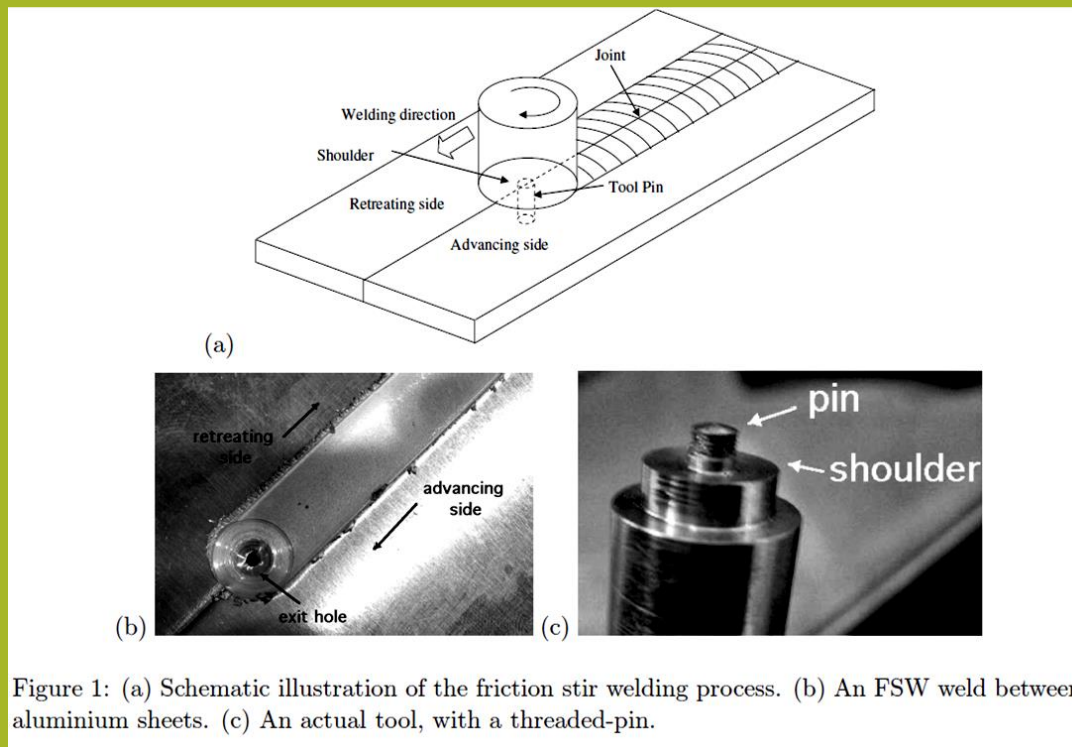 Joint
Welding direction
Shoulder
Tool Pin
Retreating side
Advancing side
(a)
retreating
side
advancing
side
exit hole
(b)
pin
shoulder
(c)
Figure 1: (a) Schematic illustration of the friction stir welding process. (b) An FSW weld between
aluminium sheets. (c) An actual tool, with a threaded-pin.